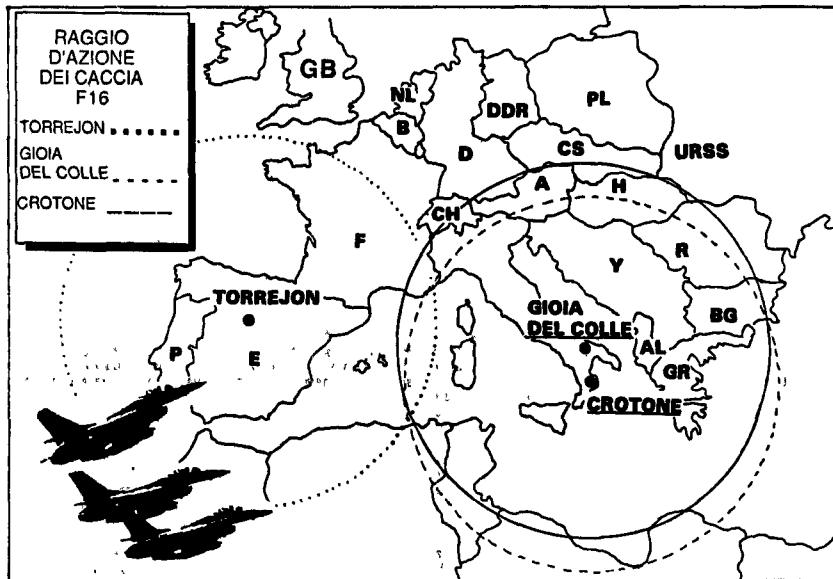 RAGGIO
D'AZIONE
DEI CACCIA
F16
TORREJON
GIOIA
DEL COLLE
CROTONE
GB
NL
B
DDR
PL
D
CS
URSS
A
H
CH
F
R
Y
TORREJON
GIOIA
DEL COLLE
BG
AL
P
E
GR
CROTONE